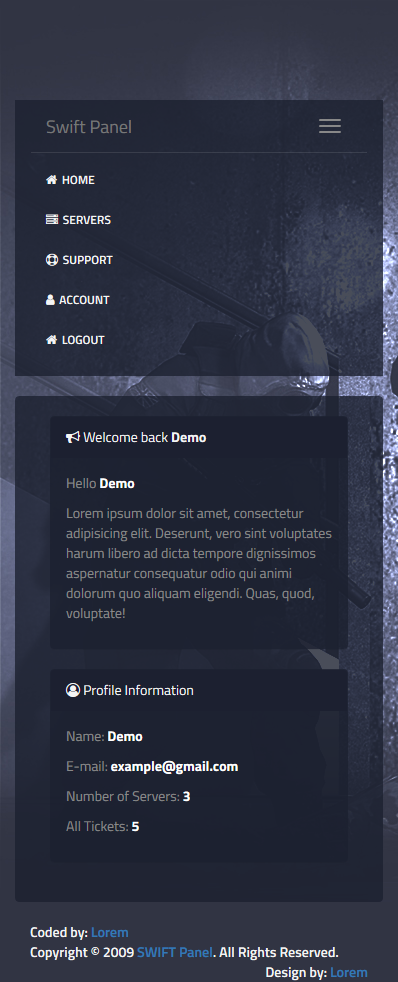 Swift Panel
HOME
SERVERS
SUPPORT
ACCOUNT
LOGOUT
Welcome back Demo
Hello Demo
Lorem ipsum dolor sit amet, consectetur
adipisicing elit. Deserunt, vero sint voluptates
harum libero ad dicta tempore dignissimos
aspernatur consequatur odio qui animi
dolorum quo aliquam eligendi. Quas, quod,
voluptate!
Profile Information
Name: Demo
E-mail: example@gmail.com
Number of Servers: 3
All Tickets: 5
Coded by: Lorem
Copyright © 2009 SWIFT Panel. All Rights Reserved.
Design by: Lorem